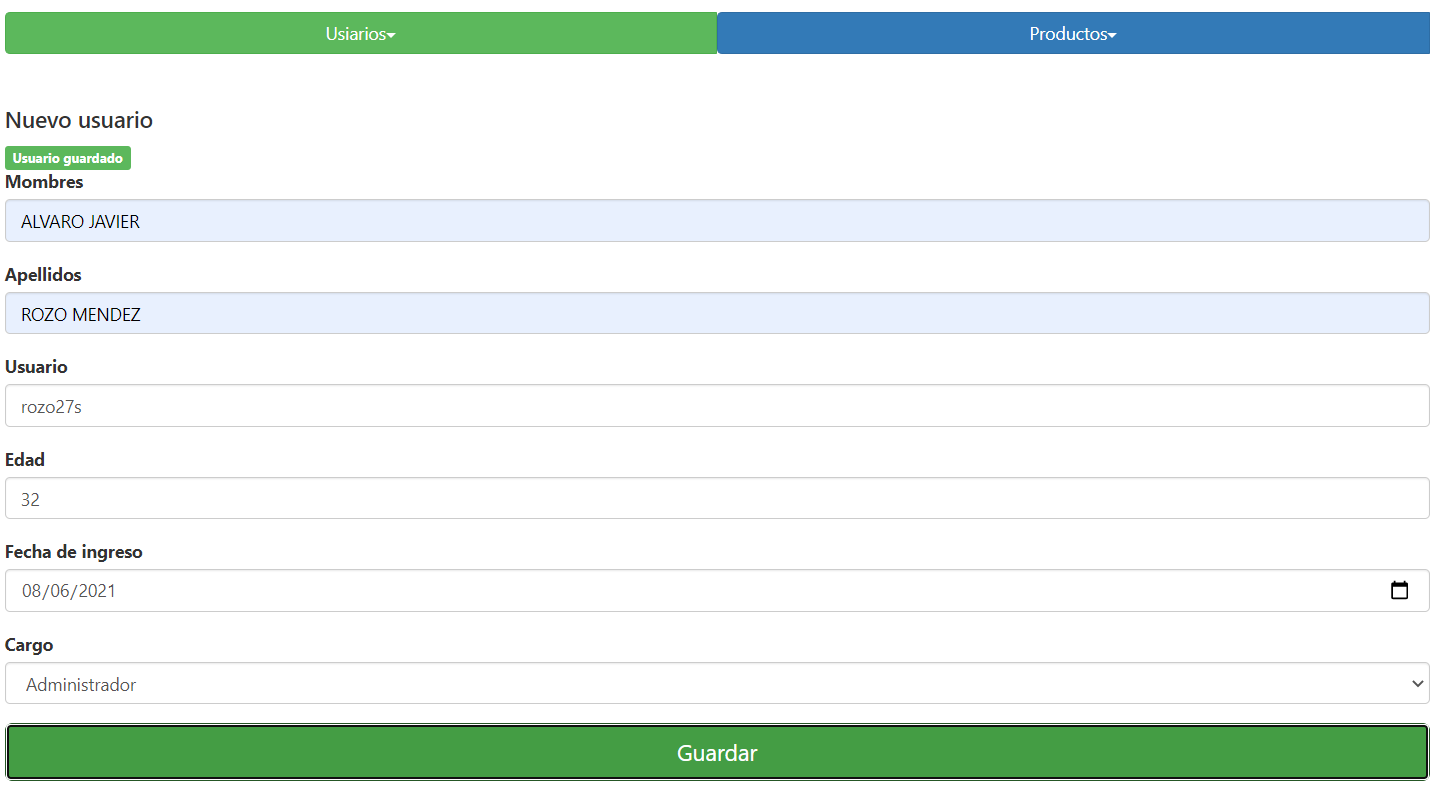 Usiarios
Productos
Nuevo usuario
Usuario guardado
Mombres
ALVARO JAVIER
Apellidos
ROZO MENDEZ
Usuario
rozo27s
Edad
32
Fecha de ingreso
08/06/2021
Cargo
Administrador
Guardar